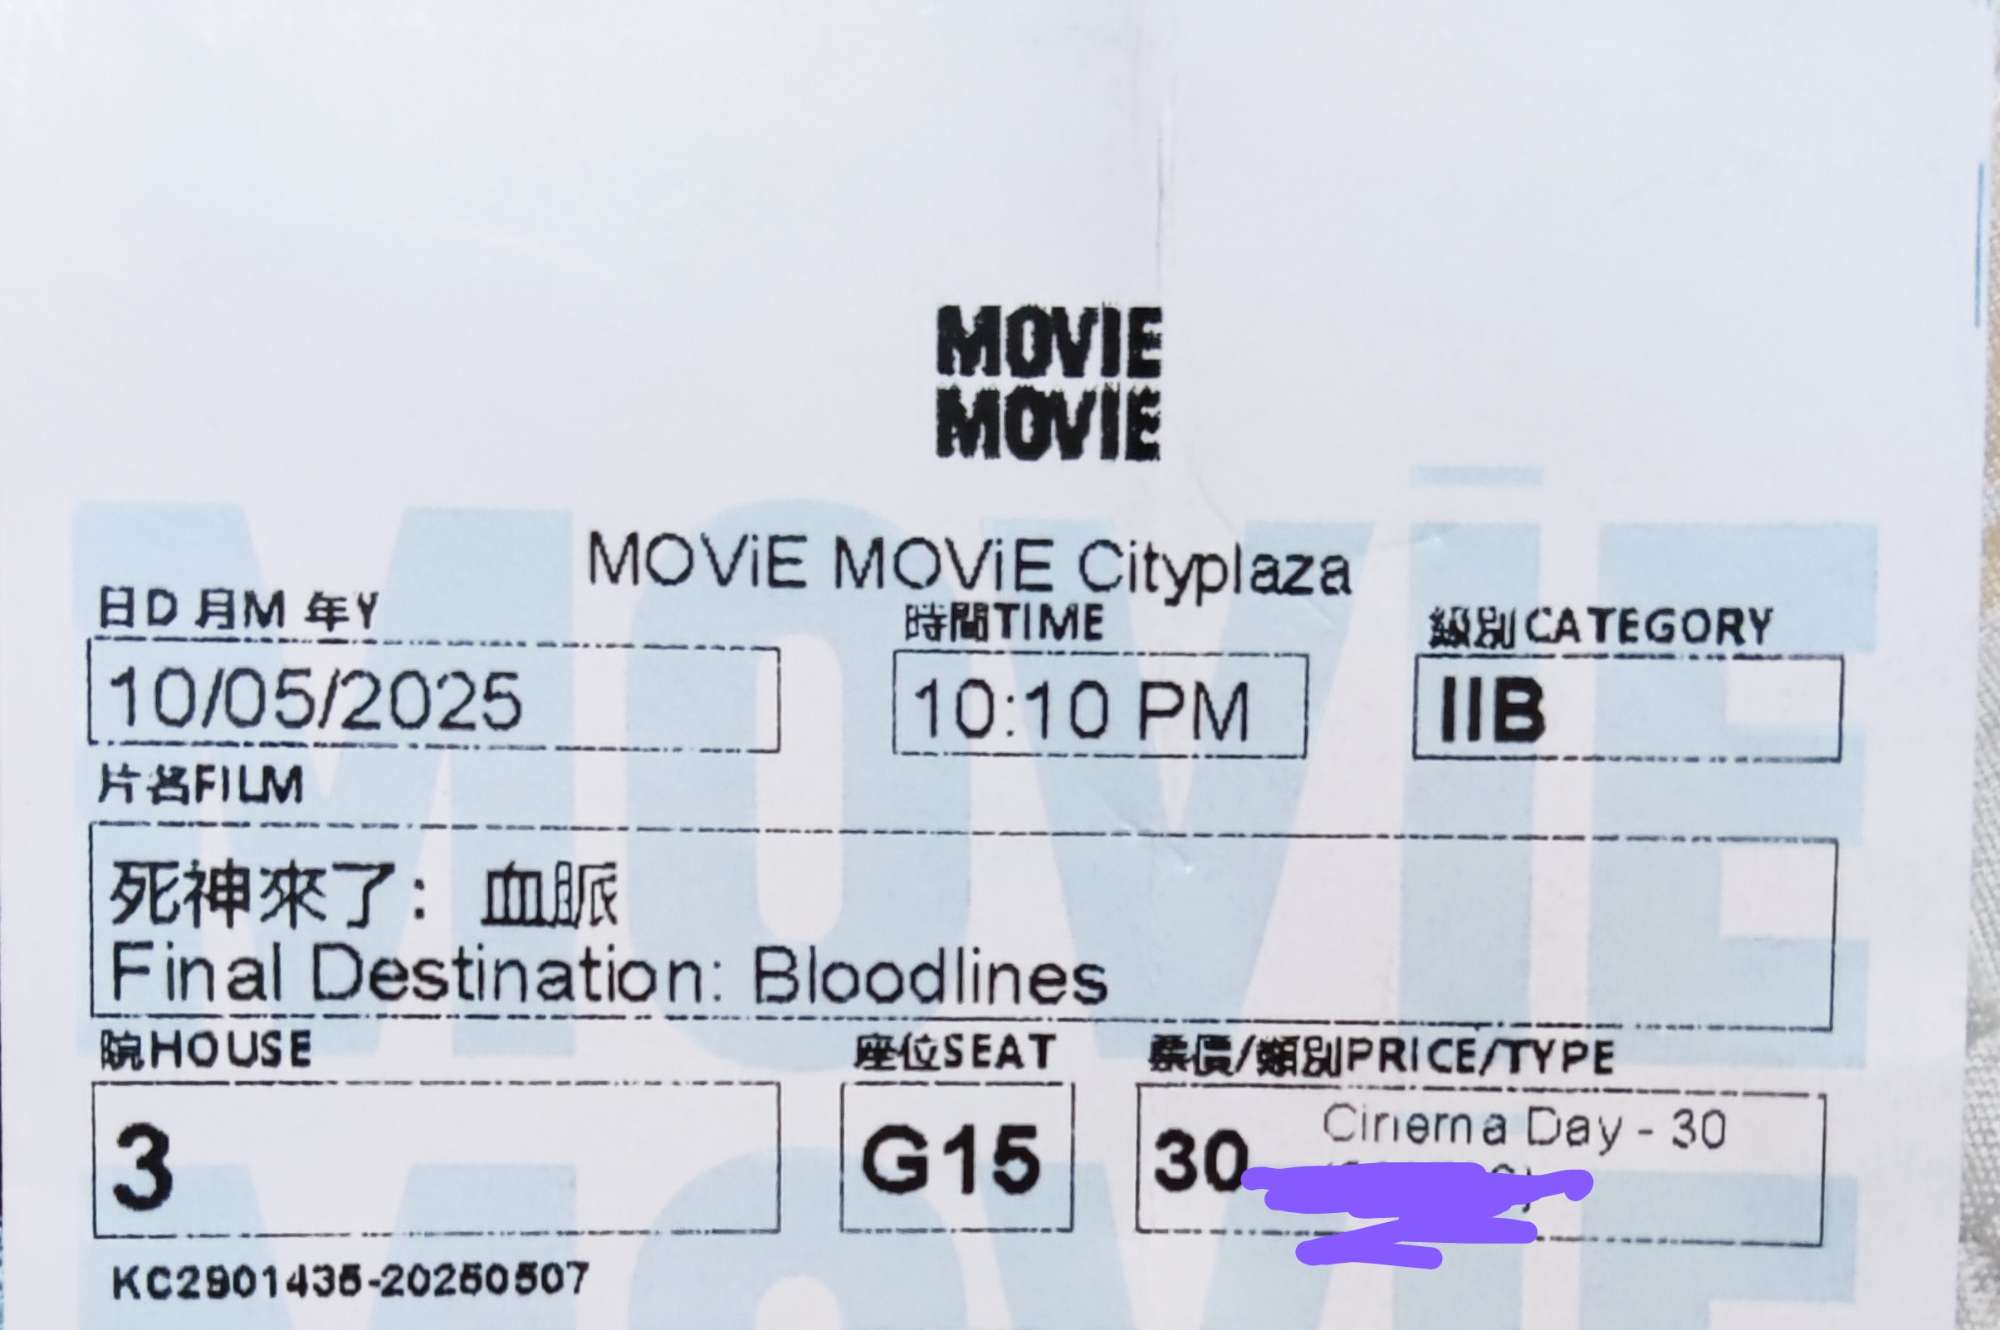 MOVIE
MOVIE
MOViE MOViE Cityplaza
日D 月M 年Y
時間TIME
級別CATEGORY
10/05/2025
10:10 PM
IIB
片名FILM
死神來了: 血脈
Final Destination: Bloodlines
院HOUSE
座位SEAT
票價/類別PRICE/TYPE
3
G15
30
Cinema Day - 30
KC2901435-20250507
MOViE
MOViE